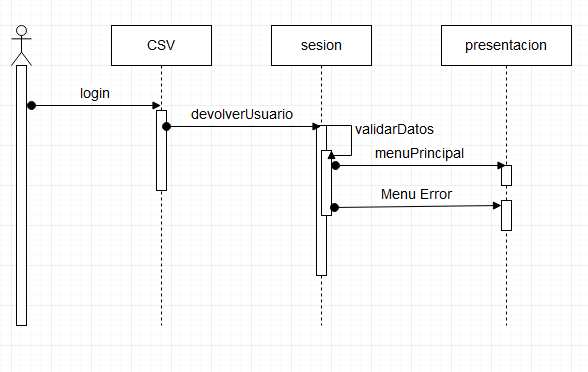 CSV
sesion
presentacion
login
devolverUsuario
validarDatos
menuPrincipal
Menu Error